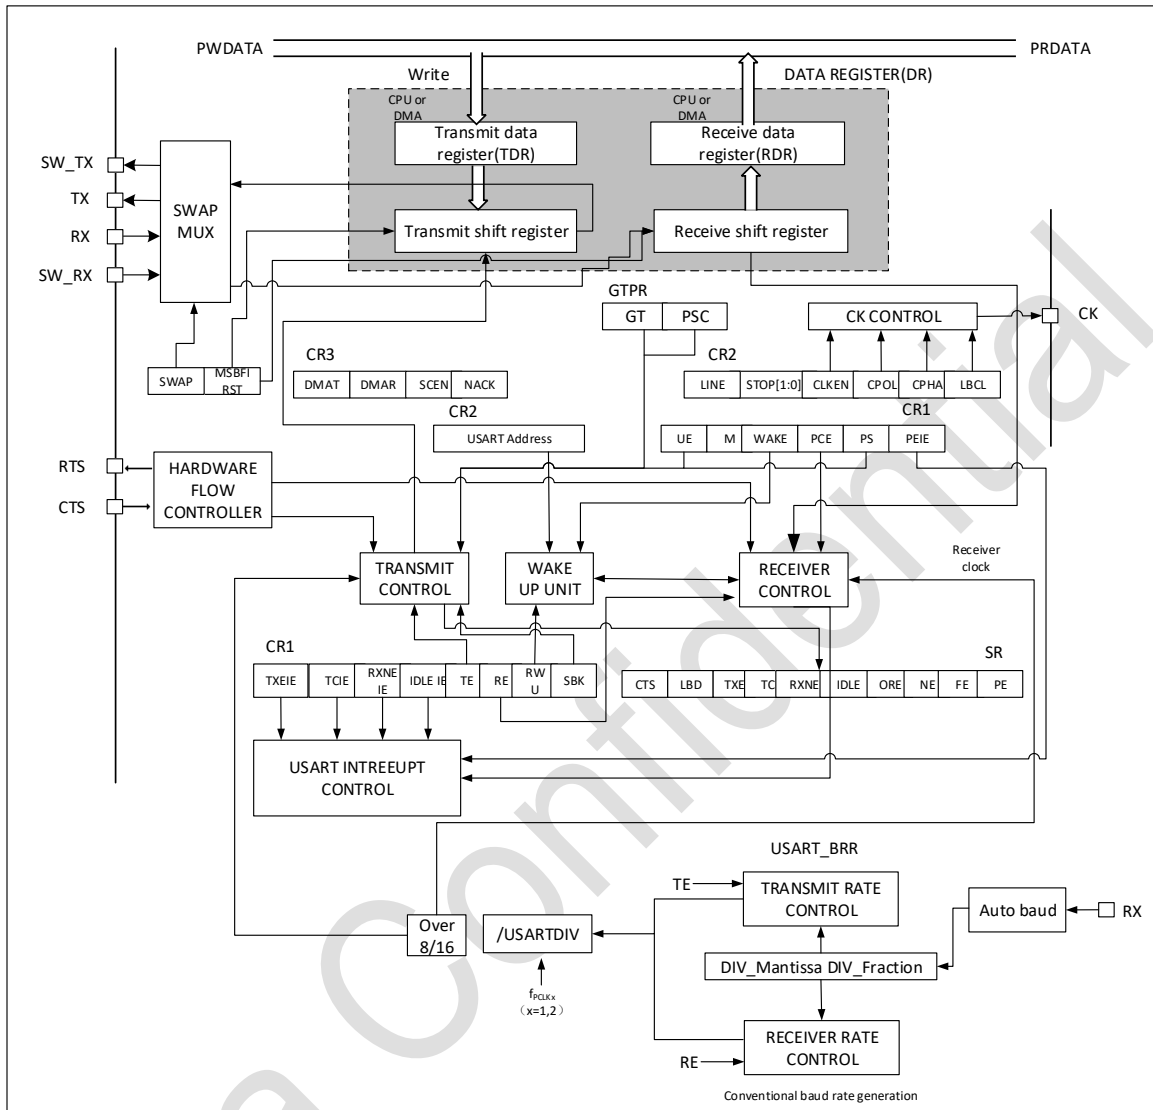 PWDATA
PRDATA
Write
DATA REGISTER(DR)
CPU or
DMA
CPU or
DMA
Transmit data
register(TDR)
Receive data
register(RDR)
SW_TX
TX
RX
SW_RX
SWAP
MUX
Transmit shift register
Receive shift register
GTPR
GT
PSC
CK CONTROL
CK
SWAP
MSBFI
RST
CR3
DMAT
DMAR
SCEN
NACK
CR2
LINE
STOP[1:0]
CLKEN
CPOL
CPHA
LBCL
CR2
USART Address
CR1
UE
M
WAKE
PCE
PS
PEIE
RTS
CTS
HARDWARE
FLOW
CONTROLLER
TRANSMIT
CONTROL
WAKE
UP UNIT
RECEIVER
CONTROL
Receiver
clock
CR1
TXEIE
TCIE
RXNE
IE
IDLE IE
TE
RE
RW
U
SBK
SR
CTS
LBD
TXE
TC
RXNE
IDLE
ORE
NE
FE
PE
USART INTREEUPT
CONTROL
USART_BRR
TE
TRANSMIT RATE
CONTROL
Auto baud
RX
Over
8/16
/USARTDIV
DIV_Mantissa DIV_Fraction
fPCLKx
（x=1,2）
RECEIVER RATE
CONTROL
RE
Conventional baud rate generation
a Confidential